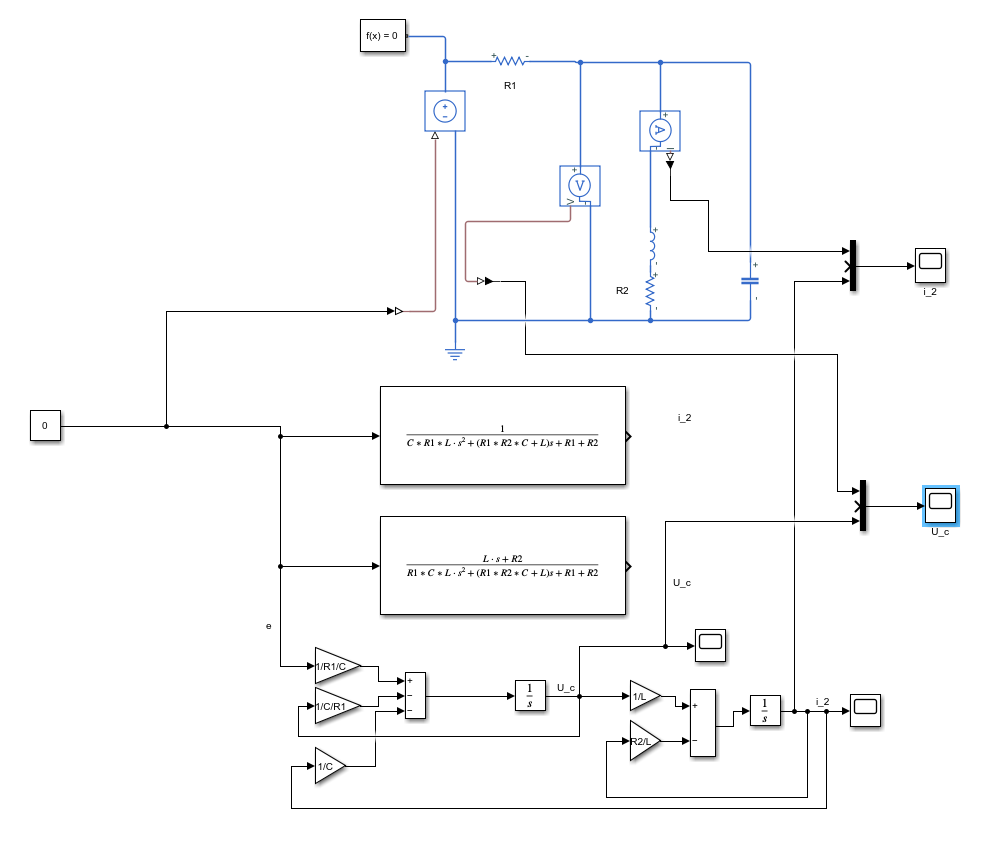 f(x) = 0
+ -
R1
+
-
+
A
I
+
V
V
+
-
+
R2
-
+
-
i_2
0
1
C * R1 * L · s² + (R1 * R2 * C + L)s + R1 + R2
i_2
L · s + R2
R1 * C * L · s² + (R1 * R2 * C + L)s + R1 + R2
U_c
U_c
e
1/R1/C
+
−
−
1/C/R1
1
s
U_c
1/L
+
−
R2/L
1
s
i_2
1/C